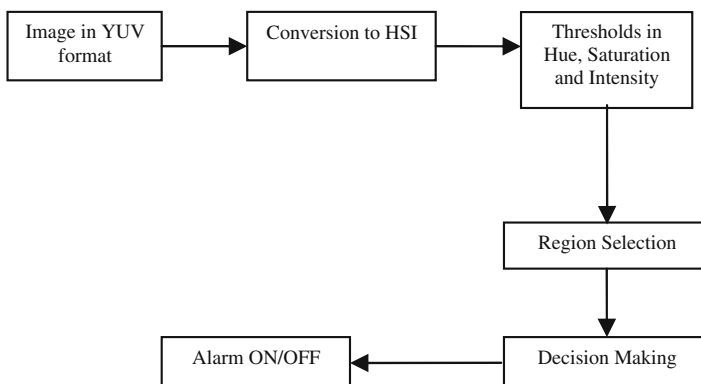 Image in YUV
format
Conversion to HSI
Thresholds in
Hue, Saturation
and Intensity
Region Selection
Decision Making
Alarm ON/OFF